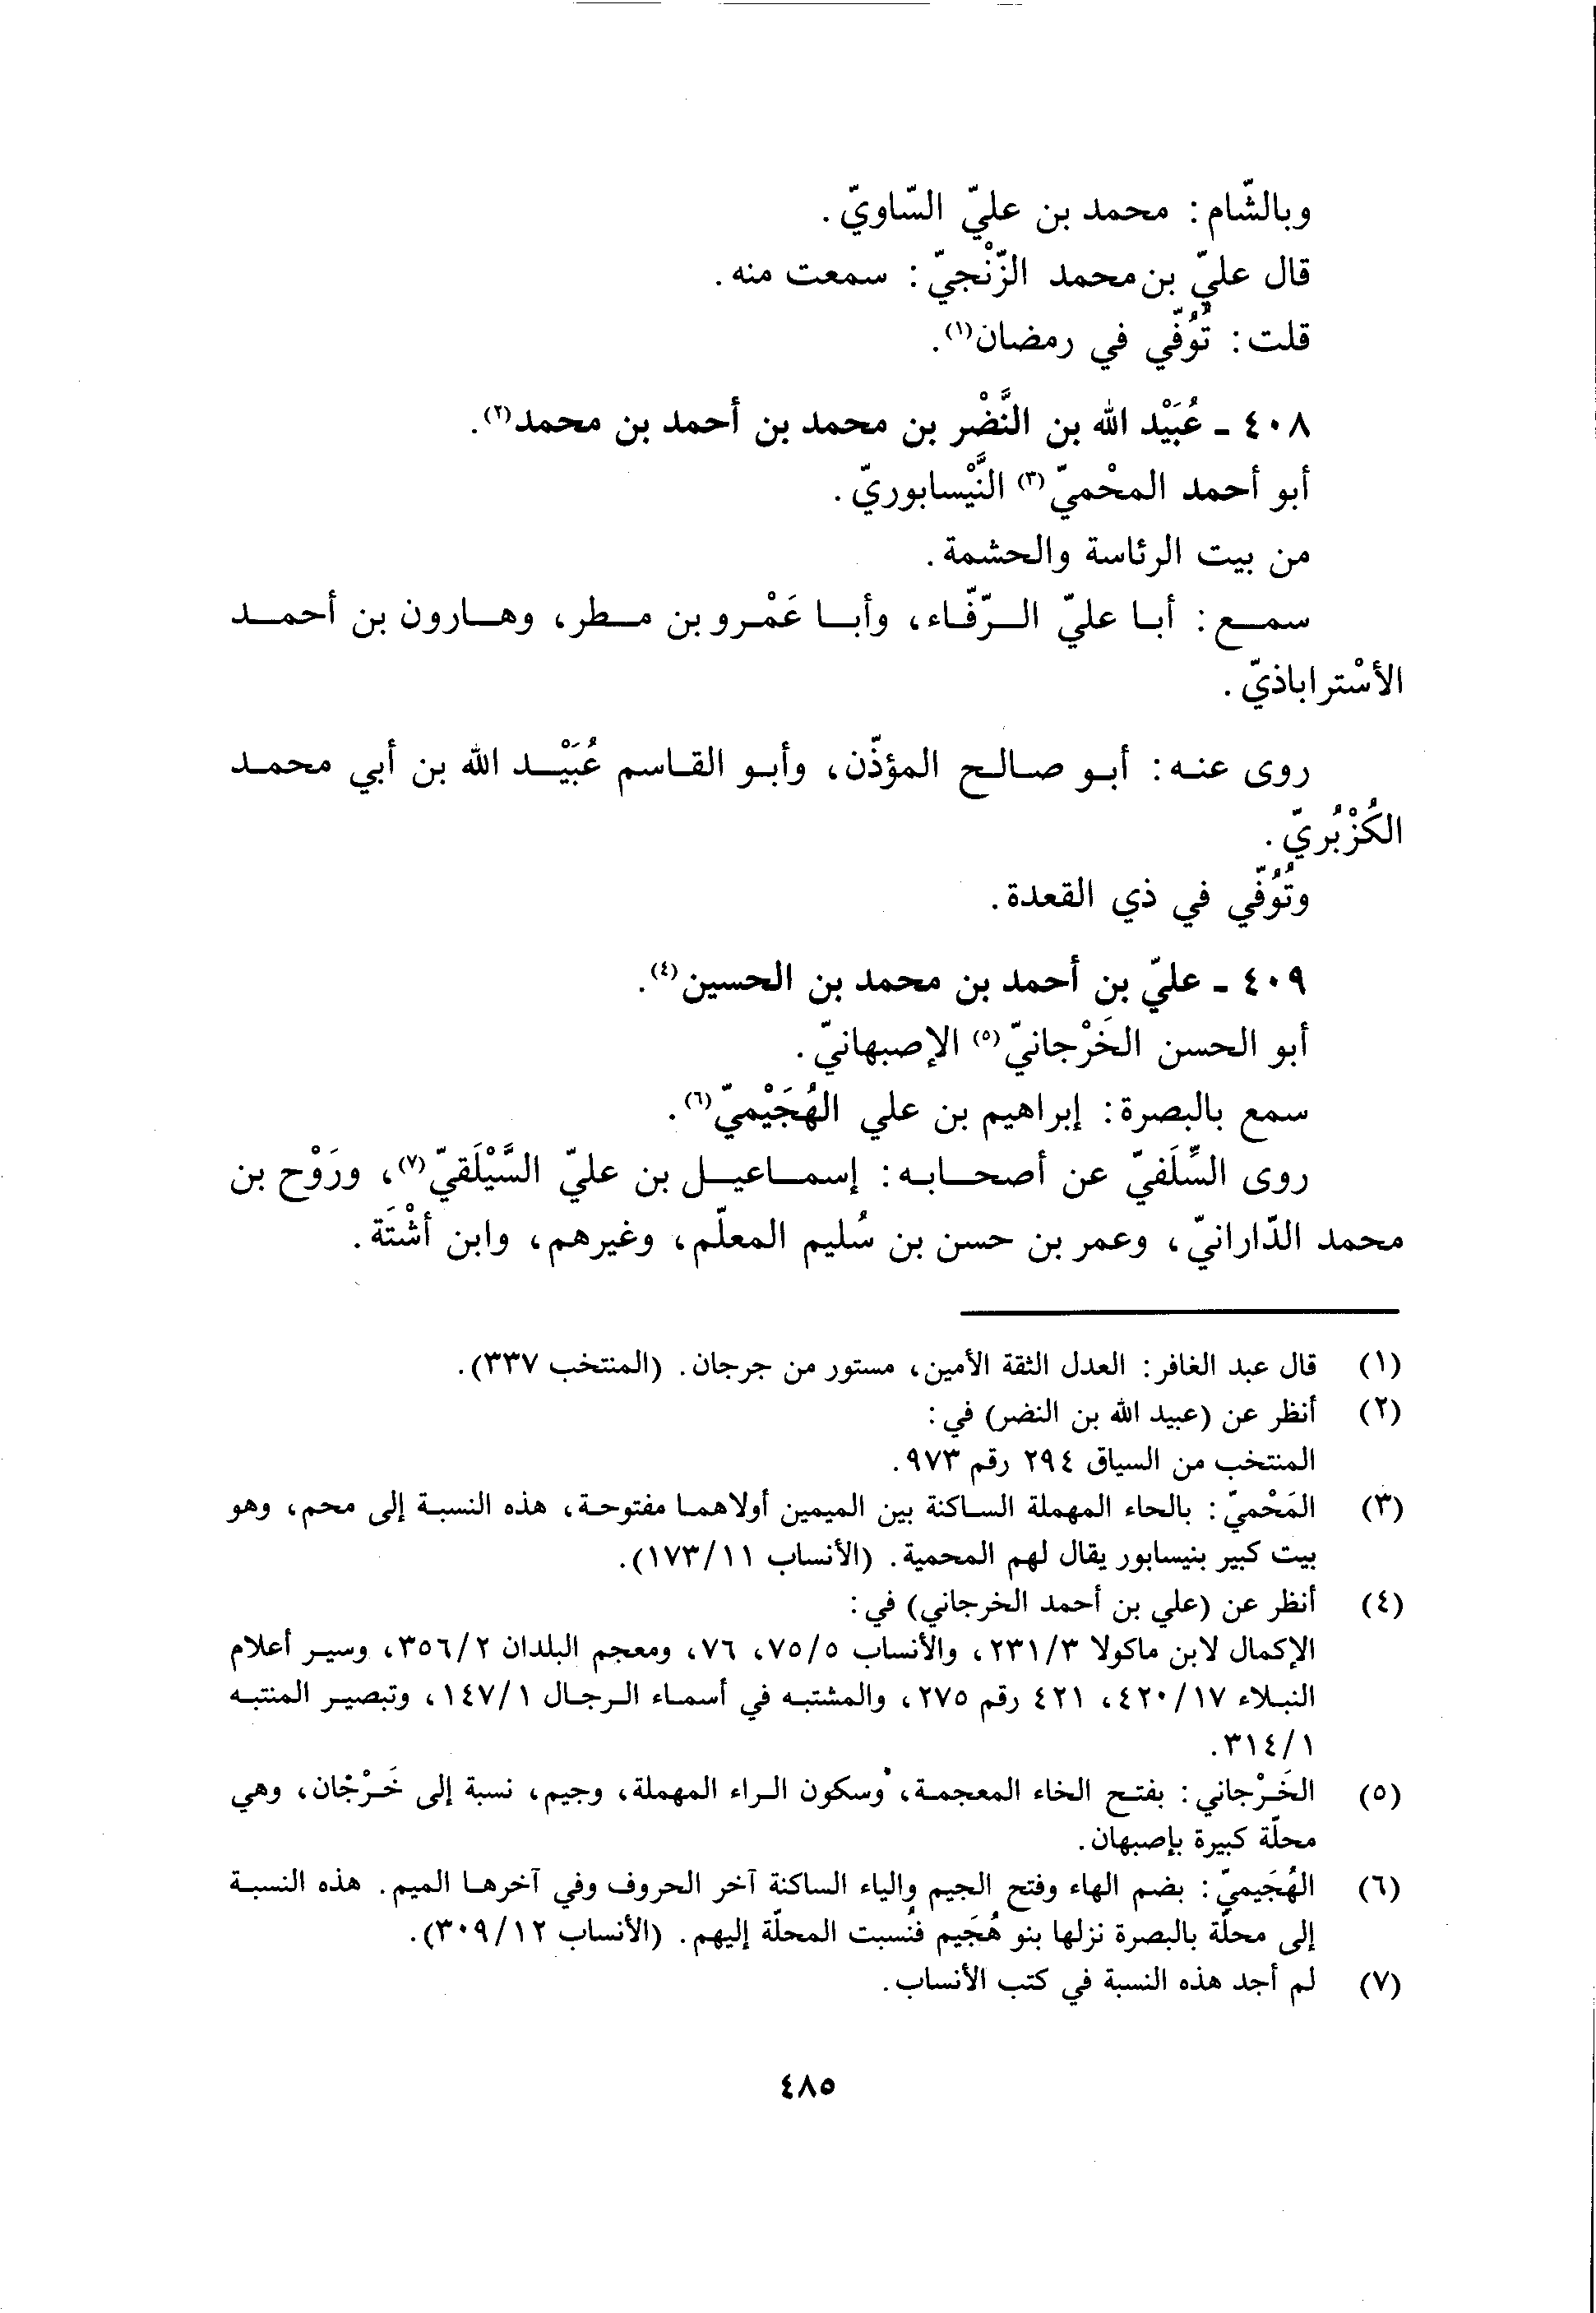 وبالشّام: محمد بن عليّ السّاويّ.
قال عليّ بن محمد الزّنْجيّ: سمعت منه.
قلت: تُوُفّي في رمضان(١).
٤٠٨ - عُبَيْد الله بن النَّضْر بن محمد بن أحمد بن محمد(٢).
أبو أحمد المحْميّ(٣) النَّيْسابوريّ.
من بيت الرئاسة والحشمة.
سمع: أبا عليّ الرّفّاء، وأبا عَمْرو بن مطر، وهارون بن أحمد
الأسْتراباذيّ.
روى عنه: أبو صالح المؤذّن، وأبو القاسم عُبَيْد الله بن أبي محمد
الكُزْبُريّ.
وتُوُفّي في ذي القعدة.
٤٠٩ - عليّ بن أحمد بن محمد بن الحسين(٤).
أبو الحسن الخَرْجانيّ(٥) الإصبهانيّ.
سمع بالبصرة: إبراهيم بن علي الهُجَيْميّ(٦).
روى السِّلَفيّ عن أصحابه: إسماعيل بن عليّ السَّيْلَقيّ(٧)، ورَوْح بن
محمد الدّارانيّ، وعمر بن حسن بن سُليم المعلّم، وغيرهم، وابن أشْتَة.
(١) قال عبد الغافر: العدل الثقة الأمين، مستور من جرجان. (المنتخب ٣٣٧).
(٢) أنظر عن (عبيد الله بن النضر) في:
المنتخب من السياق ٢٩٤ رقم ٩٧٣.
(٣) المَحْميّ: بالحاء المهملة الساكنة بين الميمين أولاهما مفتوحة، هذه النسبة إلى محم، وهو
بيت كبير بنيسابور يقال لهم المحمية. (الأنساب ١١/١٧٣).
(٤) أنظر عن (علي بن أحمد الخرجاني) في:
الإكمال لابن ماكولا ٣/٢٣١، والأنساب ٥/٧٥، ٧٦، ومعجم البلدان ٢/٣٥٦، وسير أعلام
النبلاء ١٧/٤٢٠، ٤٢١ رقم ٢٧٥، والمشتبه في أسماء الرجال ١/١٤٧، وتبصير المنتبه
١/٣١٤.
(٥) الخَرْجاني: بفتح الخاء المعجمة، وسكون الراء المهملة، وجيم، نسبة إلى خَرْجان، وهي
محلّة كبيرة بإصبهان.
(٦) الهُجَيميّ: بضم الهاء وفتح الجيم والياء الساكنة آخر الحروف وفي آخرها الميم. هذه النسبة
إلى محلّة بالبصرة نزلها بنو هُجَيم فنُسبت المحلّة إليهم. (الأنساب ١٢/٣٠٩).
(٧) لم أجد هذه النسبة في كتب الأنساب.
٤٨٥